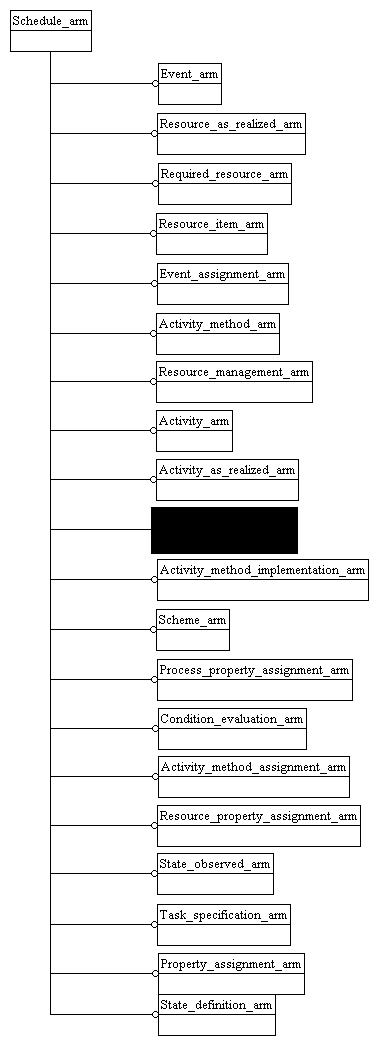 Schedule_arm
Event_arm
Resource_as_realized_arm
Required_resource_arm
Resource_item_arm
Event_assignment_arm
Activity_method_arm
Resource_management_arm
Activity_arm
Activity_as_realized_arm
Activity_method_implementation_arm
Scheme_arm
Process_property_assignment_arm
Condition_evaluation_arm
Activity_method_assignment_arm
Resource_property_assignment_arm
State_observed_arm
Task_specification_arm
Property_assignment_arm
State_definition_arm